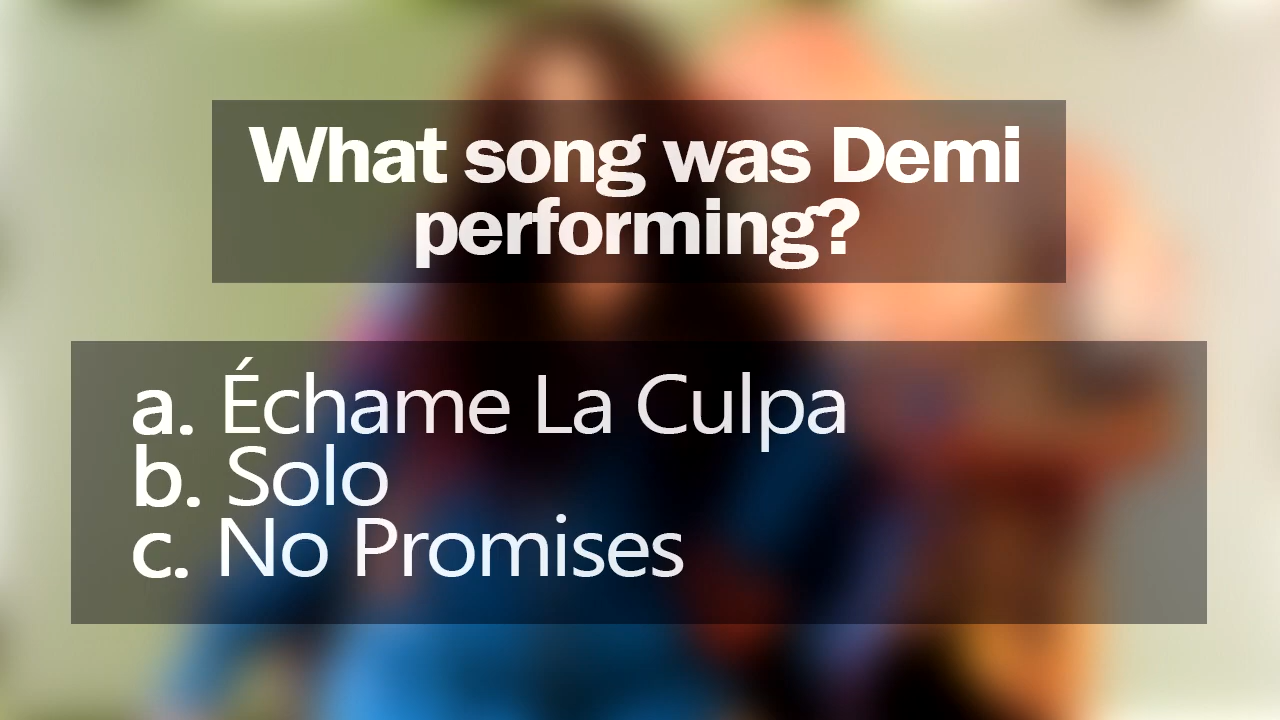 What song was Demi
performing?
a. Échame La Culpa
b. Solo
c. No Promises